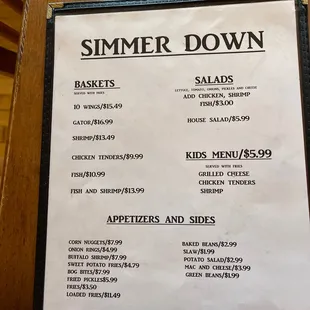 SIMMER DOWN
BASKETS
SERVED WITH FRIES
10 WINGS/$15.49
GATOR/$16.99
SHRIMP/$13.49
CHICKEN TENDERS/$9.99
FISH/$10.99
FISH AND SHRIMP/$13.99
SALADS
LETTUCE, TOMATO, ONIONS, PICKLES AND CHEESE
ADD CHICKEN, SHRIMP
FISH/$3.00
HOUSE SALAD/$5.99
KIDS MENU/$5.99
SERVED WITH FRIES
GRILLED CHEESE
CHICKEN TENDERS
SHRIMP
APPETIZERS AND SIDES
CORN NUGGETS/$7.99
ONION RINGS/$4.99
BUFFALO SHRIMP/$7.99
SWEET POTATO FRIES/$4.79
BOG BITES/$7.99
FRIED PICKLES$5.99
FRIES/$3.50
LOADED FRIES/$11.49
BAKED BEANS/$2.99
SLAW/$1.99
POTATO SALAD/$2.99
MAC AND CHEESE/$3.99
GREEN BEANS/$1.99